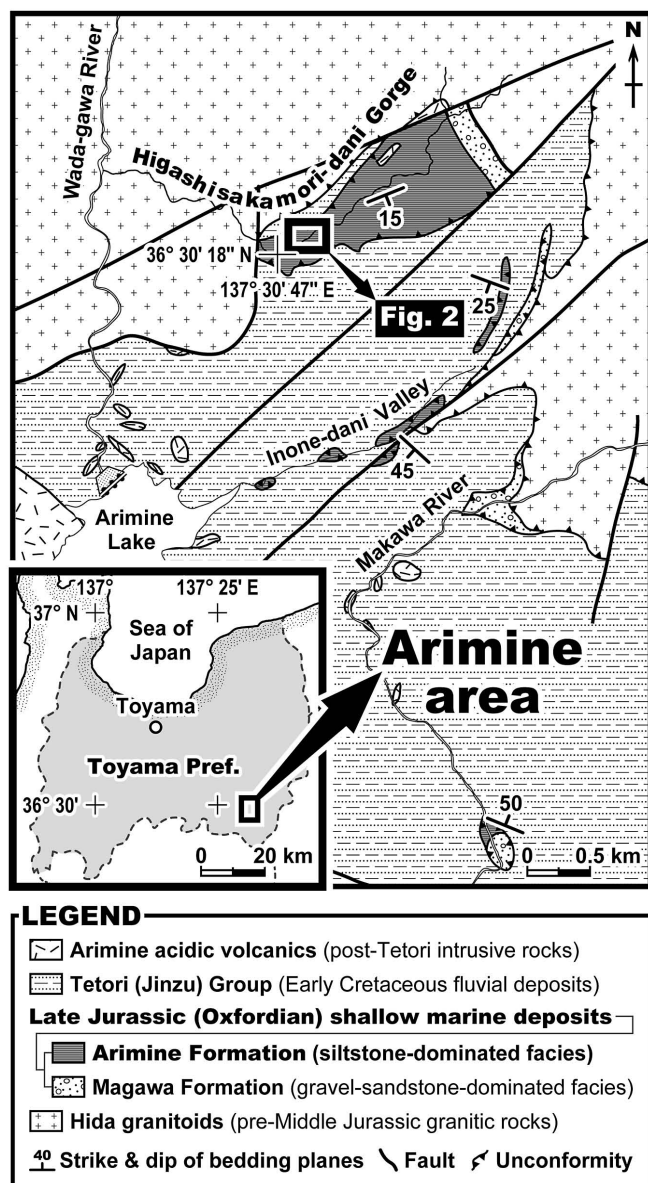 N
Wada-gawa River
Higashisakamori-dani Gorge
15
36° 30' 18" N
137° 30' 47" E
25
Fig. 2
Inone-dani Valley
45
Arimine
Lake
Makawa River
137°
137° 25' E
37° N
Sea of
Japan
Toyama
Toyama Pref.
36° 30'
0 20 km
Arimine
area
50
0 0.5 km
LEGEND
Arimine acidic volcanics (post-Tetori intrusive rocks)
Tetori (Jinzu) Group (Early Cretaceous fluvial deposits)
Late Jurassic (Oxfordian) shallow marine deposits
Arimine Formation (siltstone-dominated facies)
Magawa Formation (gravel-sandstone-dominated facies)
Hida granitoids (pre-Middle Jurassic granitic rocks)
40 Strike & dip of bedding planes Fault Unconformity